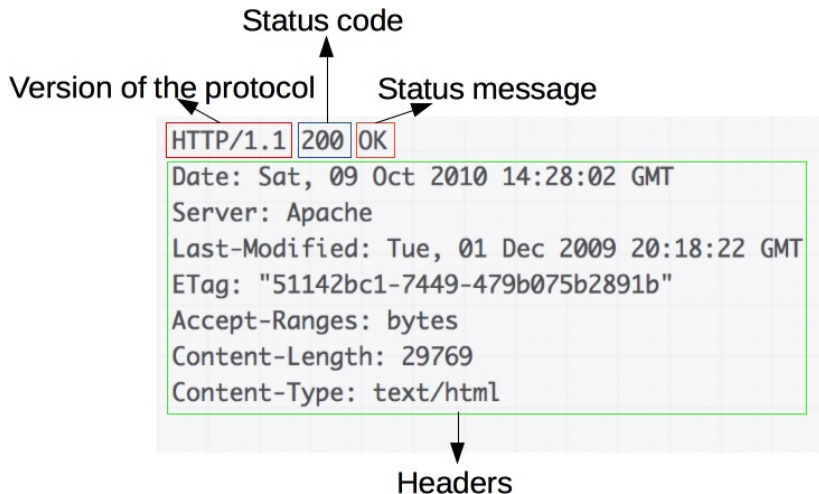 Status code
Version of the protocol
Status message
HTTP/1.1 200 OK
Date: Sat, 09 Oct 2010 14:28:02 GMT
Server: Apache
Last-Modified: Tue, 01 Dec 2009 20:18:22 GMT
ETag: "51142bc1-7449-479b075b2891b"
Accept-Ranges: bytes
Content-Length: 29769
Content-Type: text/html
Headers